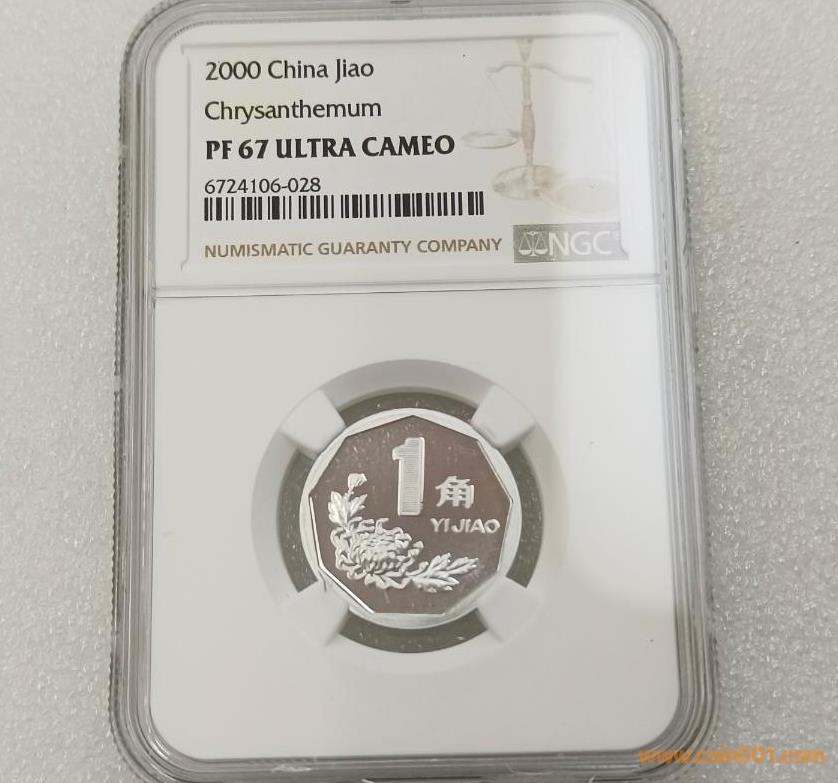 2000 China Jiao
Chrysanthemum
PF 67 ULTRA CAMEO
6724106-028
NUMISMATIC GUARANTY COMPANY NGC
1角
YI JIAO
www.coin001.com